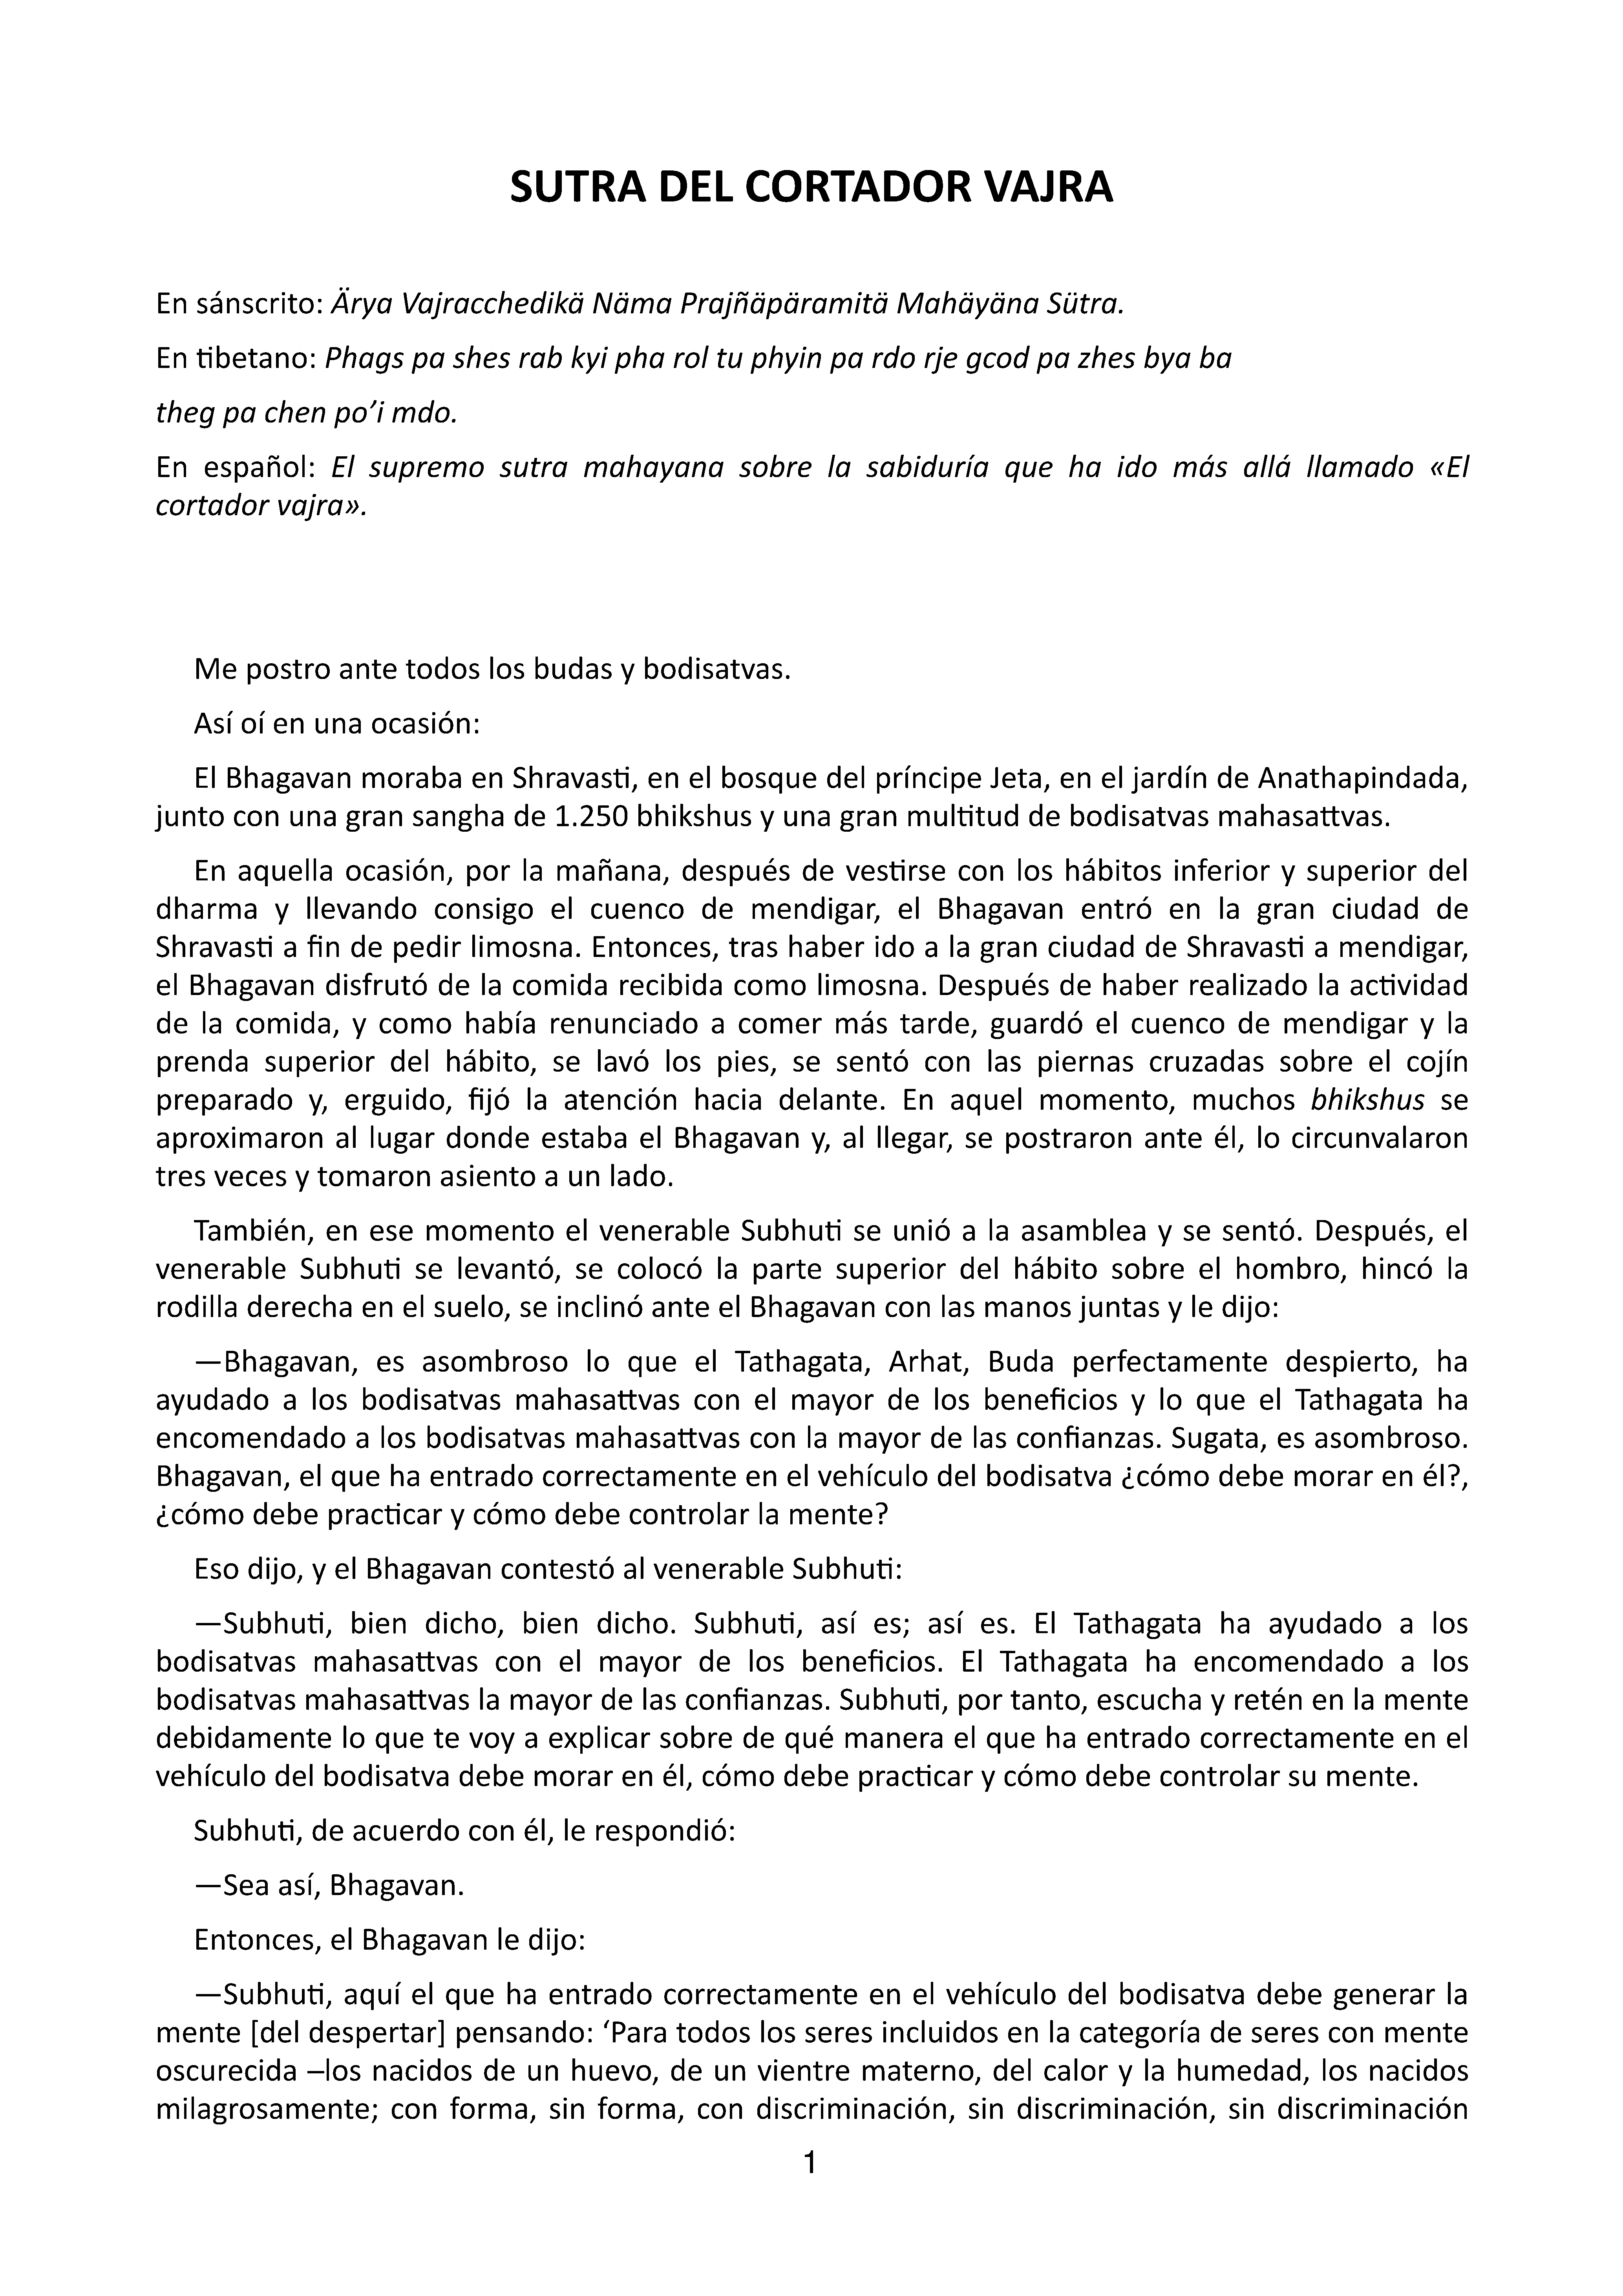 SUTRA DEL CORTADOR VAJRA
En sánscrito: Ärya Vajracchedikä Näma Prajñäpäramitä Mahäyäna Sütra.
En tibetano: Phags pa shes rab kyi pha rol tu phyin pa rdo rje gcod pa zhes bya ba
theg pa chen po’i mdo.
En español: El supremo sutra mahayana sobre la sabiduría que ha ido más allá llamado «El
cortador vajra».
Me postro ante todos los budas y bodisatvas.
Así oí en una ocasión:
El Bhagavan moraba en Shravasti, en el bosque del príncipe Jeta, en el jardín de Anathapindada,
junto con una gran sangha de 1.250 bhikshus y una gran multitud de bodisatvas mahasattvas.
En aquella ocasión, por la mañana, después de vestirse con los hábitos inferior y superior del
dharma y llevando consigo el cuenco de mendigar, el Bhagavan entró en la gran ciudad de
Shravasti a fin de pedir limosna. Entonces, tras haber ido a la gran ciudad de Shravasti a mendigar,
el Bhagavan disfrutó de la comida recibida como limosna. Después de haber realizado la actividad
de la comida, y como había renunciado a comer más tarde, guardó el cuenco de mendigar y la
prenda superior del hábito, se lavó los pies, se sentó con las piernas cruzadas sobre el cojín
preparado y, erguido, fijó la atención hacia delante. En aquel momento, muchos bhikshus se
aproximaron al lugar donde estaba el Bhagavan y, al llegar, se postraron ante él, lo circunvalaron
tres veces y tomaron asiento a un lado.
También, en ese momento el venerable Subhuti se unió a la asamblea y se sentó. Después, el
venerable Subhuti se levantó, se colocó la parte superior del hábito sobre el hombro, hincó la
rodilla derecha en el suelo, se inclinó ante el Bhagavan con las manos juntas y le dijo:
—Bhagavan, es asombroso lo que el Tathagata, Arhat, Buda perfectamente despierto, ha
ayudado a los bodisatvas mahasattvas con el mayor de los beneficios y lo que el Tathagata ha
encomendado a los bodisatvas mahasattvas con la mayor de las confianzas. Sugata, es asombroso.
Bhagavan, el que ha entrado correctamente en el vehículo del bodisatva ¿cómo debe morar en él?,
¿cómo debe practicar y cómo debe controlar la mente?
Eso dijo, y el Bhagavan contestó al venerable Subhuti:
—Subhuti, bien dicho, bien dicho. Subhuti, así es; así es. El Tathagata ha ayudado a los
bodisatvas mahasattvas con el mayor de los beneficios. El Tathagata ha encomendado a los
bodisatvas mahasattvas la mayor de las confianzas. Subhuti, por tanto, escucha y retén en la mente
debidamente lo que te voy a explicar sobre de qué manera el que ha entrado correctamente en el
vehículo del bodisatva debe morar en él, cómo debe practicar y cómo debe controlar su mente.
Subhuti, de acuerdo con él, le respondió:
—Sea así, Bhagavan.
Entonces, el Bhagavan le dijo:
—Subhuti, aquí el que ha entrado correctamente en el vehículo del bodisatva debe generar la
mente [del despertar] pensando: ‘Para todos los seres incluidos en la categoría de seres con mente
oscurecida –los nacidos de un huevo, de un vientre materno, del calor y la humedad, los nacidos
milagrosamente; con forma, sin forma, con discriminación, sin discriminación, sin discriminación
1